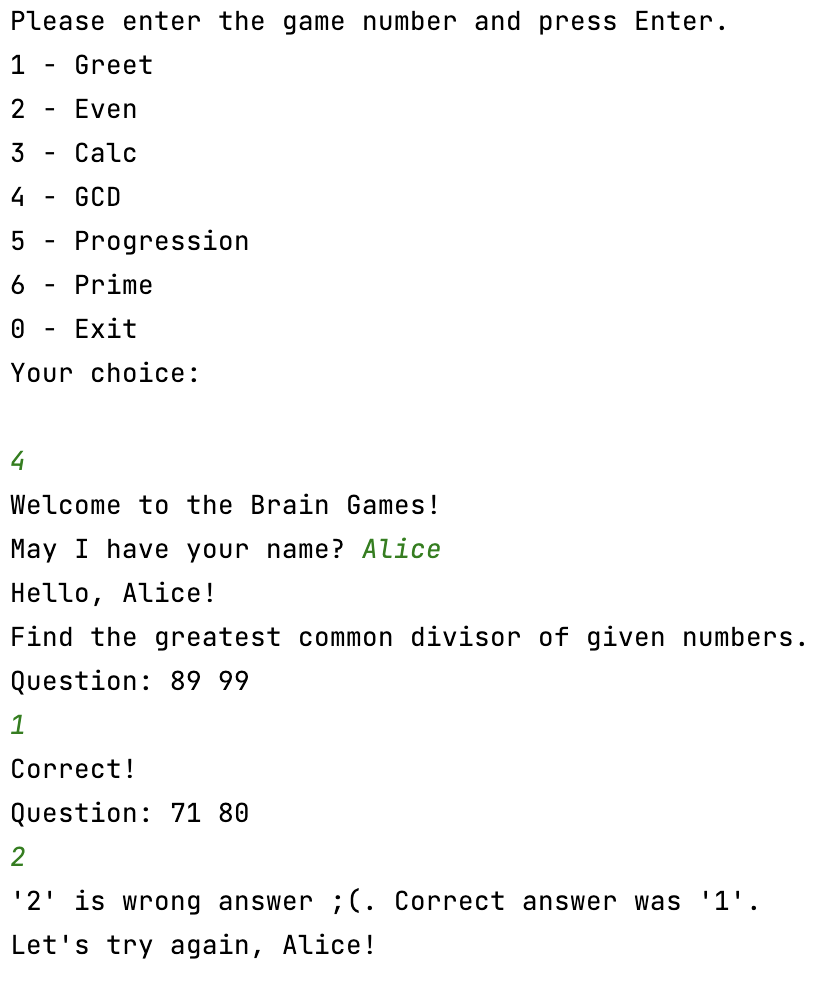 Please enter the game number and press Enter.
1 - Greet
2 - Even
3 - Calc
4 - GCD
5 - Progression
6 - Prime
0 - Exit
Your choice:
4
Welcome to the Brain Games!
May I have your name? Alice
Hello, Alice!
Find the greatest common divisor of given numbers.
Question: 89 99
1
Correct!
Question: 71 80
2
'2' is wrong answer ;(. Correct answer was '1'.
Let's try again, Alice!